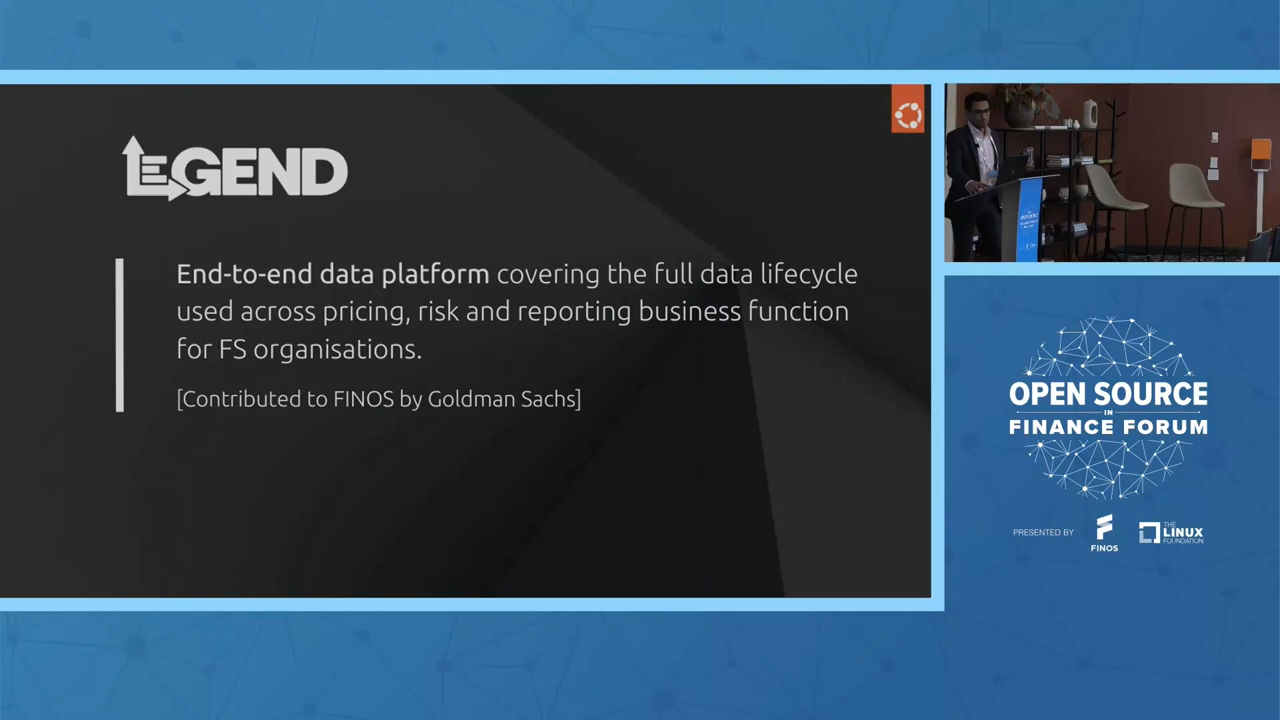 LEGEND
End-to-end data platform covering the full data lifecycle
used across pricing, risk and reporting business function
for FS organisations.
[Contributed to FINOS by Goldman Sachs]
OPEN SOURCE
IN
FINANCE FORUM
PRESENTED BY
FINOS
THE
LINUX
FOUNDATION